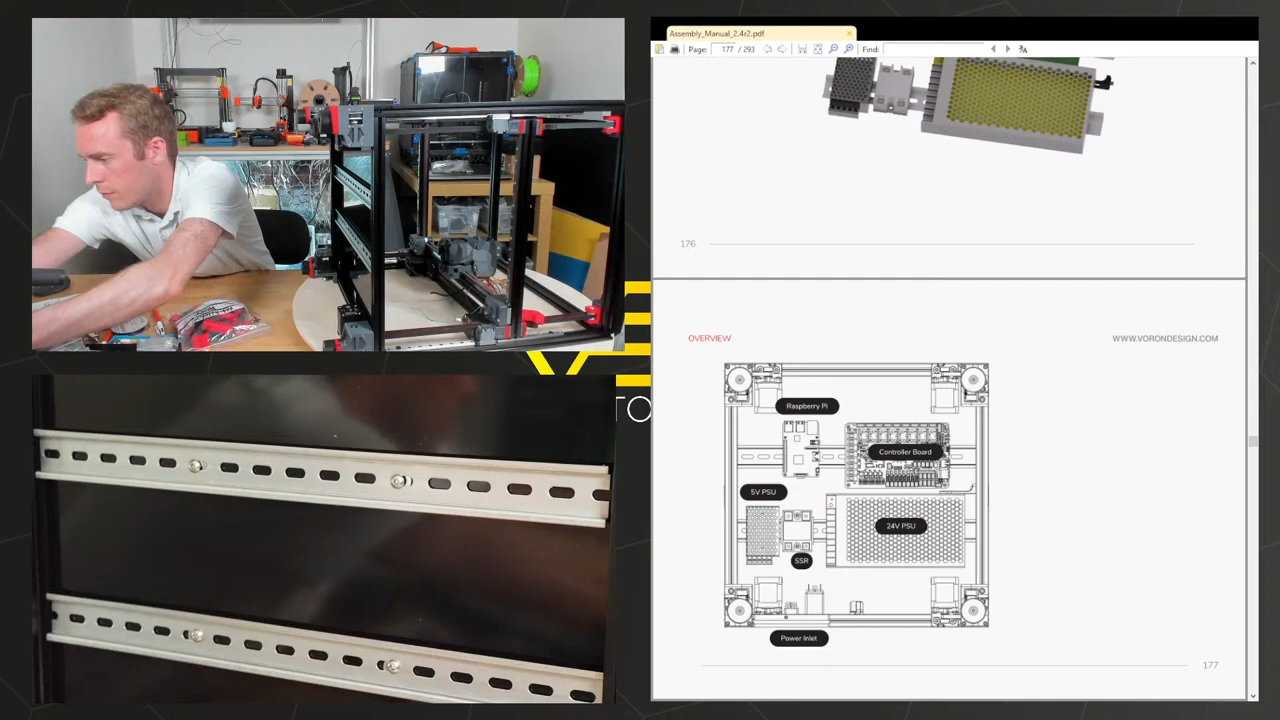 Assembly_Manual_2.4r2.pdf
Page: 177 / 293
Find:
176
OVERVIEW
WWW.VORONDESIGN.COM
Raspberry Pi
Controller Board
5V PSU
24V PSU
SSR
Power Inlet
177
TO